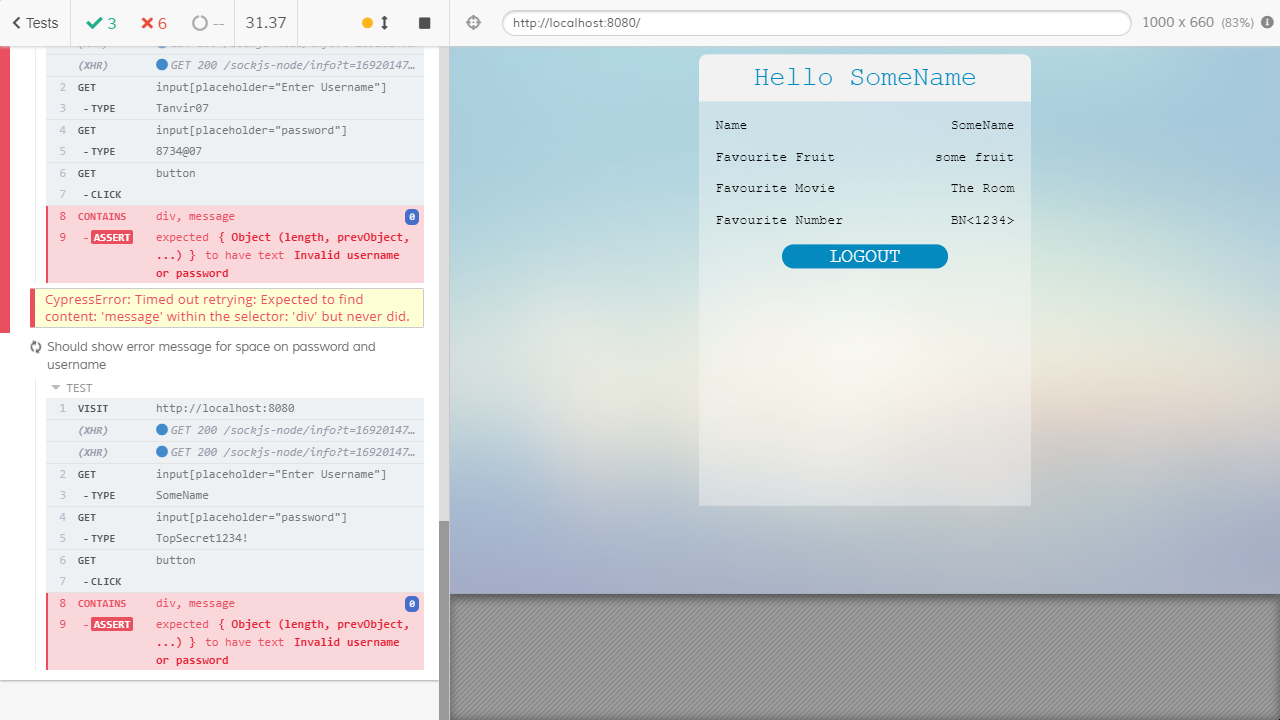 Tests
3
6
--
31.37
http://localhost:8080/
1000 x 660 (83%)
(XHR) GET 200 /sockjs-node/info?t=16920147…
2 GET input[placeholder="Enter Username"]
3 -TYPE Tanvir07
4 GET input[placeholder="password"]
5 -TYPE 8734@07
6 GET button
7 -CLICK
8 CONTAINS div, message 0
9 -ASSERT expected { Object (length, prevObject,
...) } to have text Invalid username
or password
CypressError: Timed out retrying: Expected to find
content: 'message' within the selector: 'div' but never did.
Should show error message for space on password and
username
TEST
1 VISIT http://localhost:8080
(XHR) GET 200 /sockjs-node/info?t=16920147…
(XHR) GET 200 /sockjs-node/info?t=16920147…
2 GET input[placeholder="Enter Username"]
3 -TYPE SomeName
4 GET input[placeholder="password"]
5 -TYPE TopSecret1234!
6 GET button
7 -CLICK
8 CONTAINS div, message 0
9 -ASSERT expected { Object (length, prevObject,
...) } to have text Invalid username
or password
Hello SomeName
Name SomeName
Favourite Fruit some fruit
Favourite Movie The Room
Favourite Number BN<1234>
LOGOUT